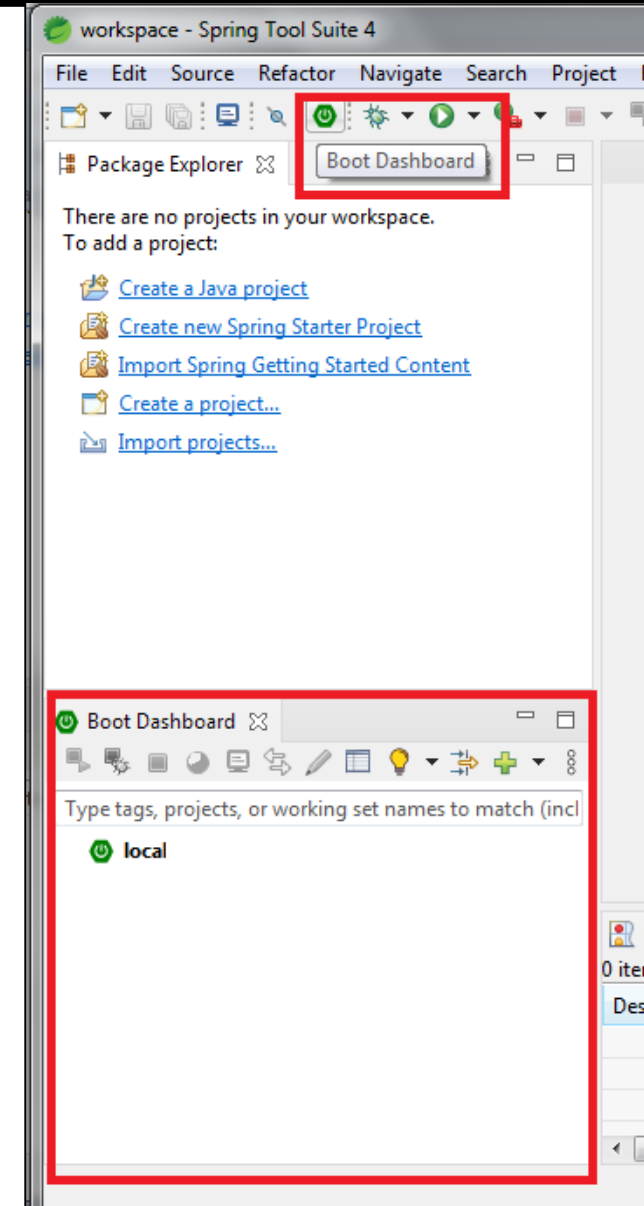 workspace - Spring Tool Suite 4
File Edit Source Refactor Navigate Search Project
Boot Dashboard
Package Explorer
There are no projects in your workspace.
To add a project:
Create a Java project
Create new Spring Starter Project
Import Spring Getting Started Content
Create a project...
Import projects...
Boot Dashboard
Type tags, projects, or working set names to match (incl
local
0 iter
Des